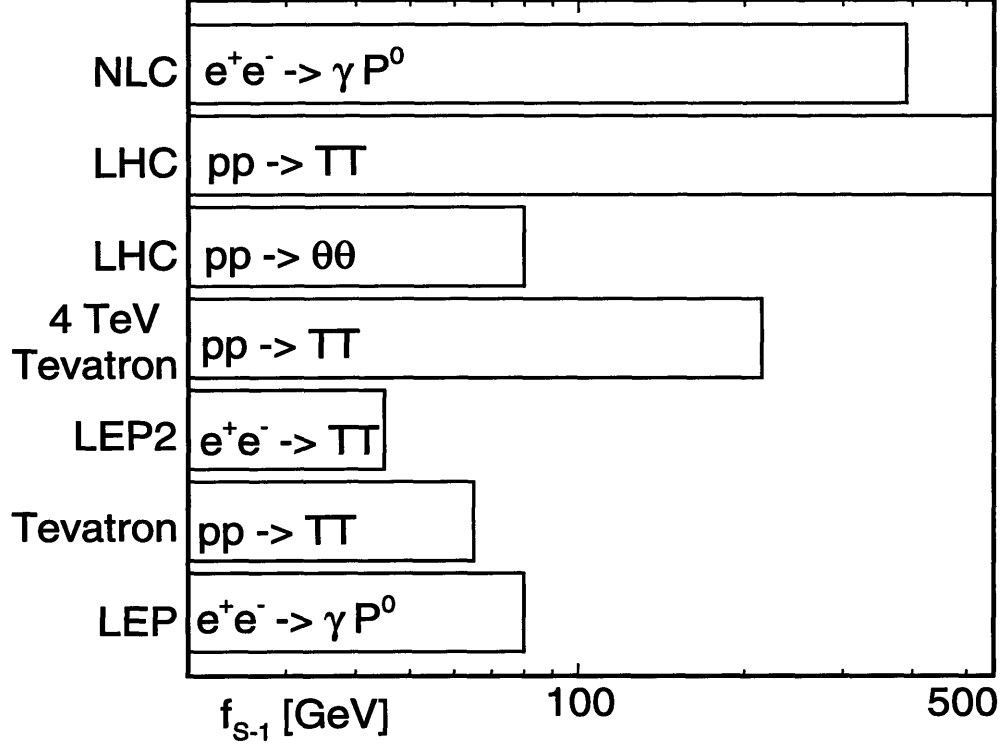 NLC e⁺e⁻ -> γ P⁰
LHC pp -> TT
LHC pp -> θθ
4 TeV
Tevatron pp -> TT
LEP2 e⁺e⁻ -> TT
Tevatron pp -> TT
LEP e⁺e⁻ -> γ P⁰
f_{S-1} [GeV] 100 500